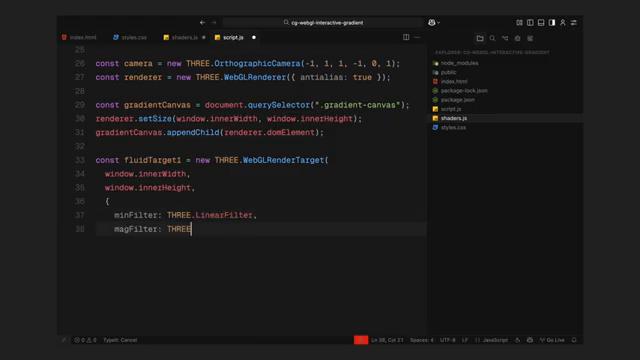 cg-webgl-interactive-gradient
index.html
styles.css
shaders.js
script.js
EXPLORER: CG-WEBGL-INTERACTIVE-GRADIENT
node_modules
public
index.html
package-lock.json
package.json
script.js
shaders.js
styles.css
25
26 const camera = new THREE.OrthographicCamera(-1, 1, 1, -1, 0, 1);
27 const renderer = new THREE.WebGLRenderer({ antialias: true });
28
29 const gradientCanvas = document.querySelector(".gradient-canvas");
30 renderer.setSize(window.innerWidth, window.innerHeight);
31 gradientCanvas.appendChild(renderer.domElement);
32
33 const fluidTarget1 = new THREE.WebGLRenderTarget(
34 window.innerWidth,
35 window.innerHeight,
36 {
37 minFilter: THREE.LinearFilter,
38 magFilter: THREE
0 0 TypeIt: Cancel
Ln 38, Col 21 Spaces: 4 UTF-8 LF {} JavaScript Go Live